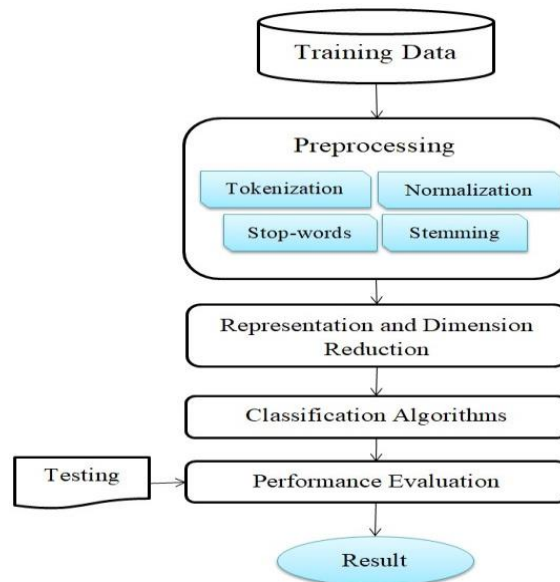 Training Data
Preprocessing
Tokenization
Normalization
Stop-words
Stemming
Representation and Dimension
Reduction
Classification Algorithms
Testing
Performance Evaluation
Result